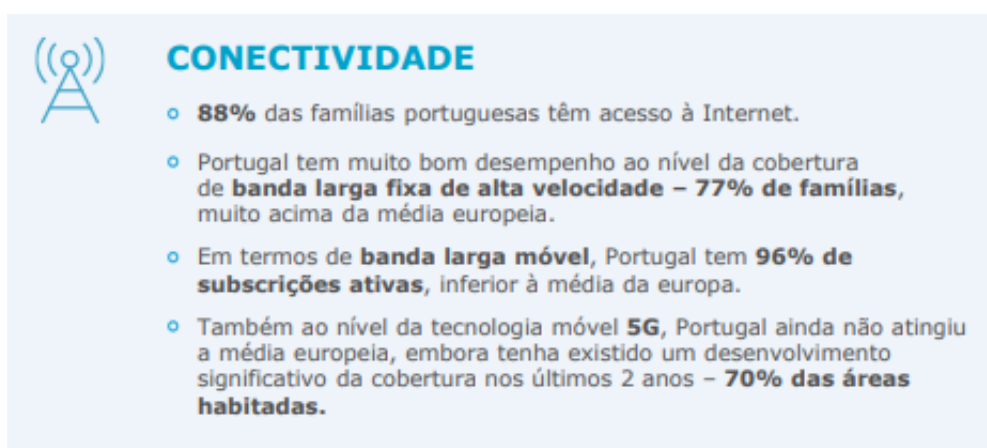 CONECTIVIDADE
88% das famílias portuguesas têm acesso à Internet.
Portugal tem muito bom desempenho ao nível da cobertura
de banda larga fixa de alta velocidade – 77% de famílias,
muito acima da média europeia.
Em termos de banda larga móvel, Portugal tem 96% de
subscrições ativas, inferior à média da europa.
Também ao nível da tecnologia móvel 5G, Portugal ainda não atingiu
a média europeia, embora tenha existido um desenvolvimento
significativo da cobertura nos últimos 2 anos – 70% das áreas
habitadas.